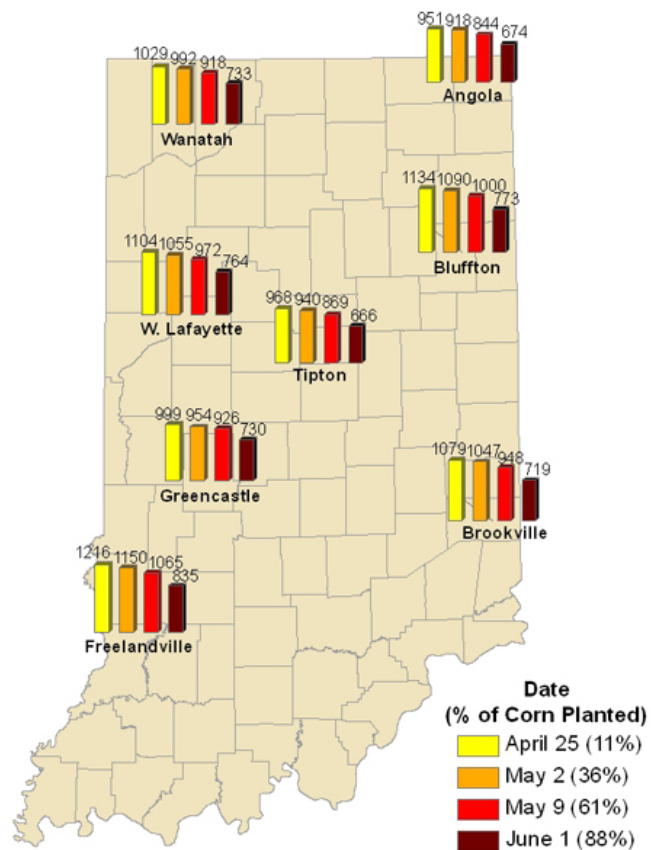 951 918 844 674
Angola
1029 992 918 733
Wanatah
1134 1090 1000 773
Bluffton
1104 1055 972 764
W. Lafayette
968 940 869 666
Tipton
999 954 926 730
Greencastle
1079 1047 948 719
Brookville
1246 1150 1065 835
Freelandville
Date
(% of Corn Planted)
April 25 (11%)
May 2 (36%)
May 9 (61%)
June 1 (88%)